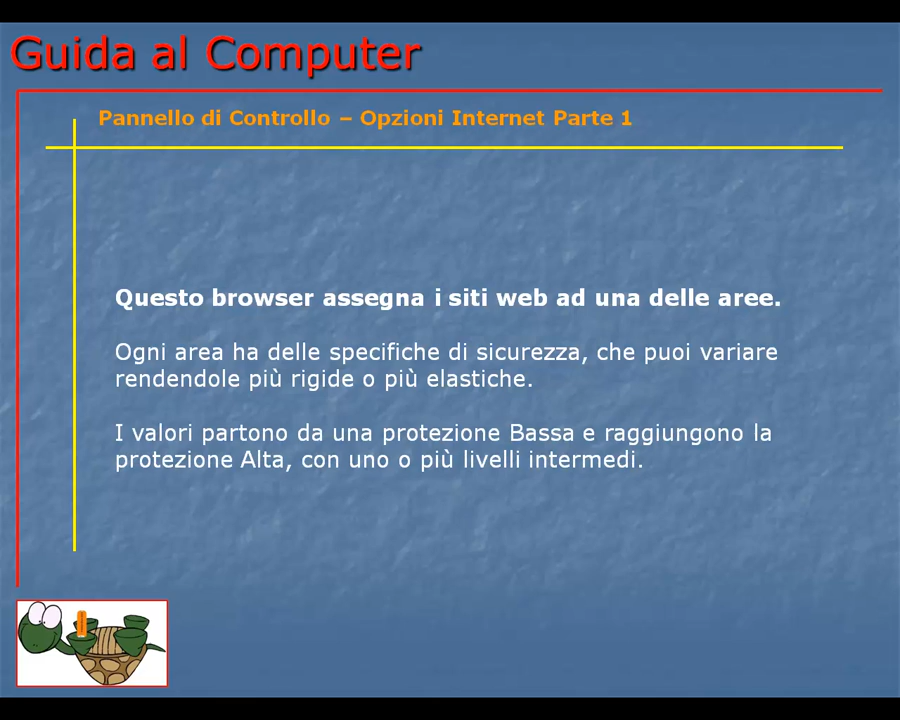 Guida al Computer
Pannello di Controllo – Opzioni Internet Parte 1
Questo browser assegna i siti web ad una delle aree.
Ogni area ha delle specifiche di sicurezza, che puoi variare
rendendole più rigide o più elastiche.
I valori partono da una protezione Bassa e raggiungono la
protezione Alta, con uno o più livelli intermedi.